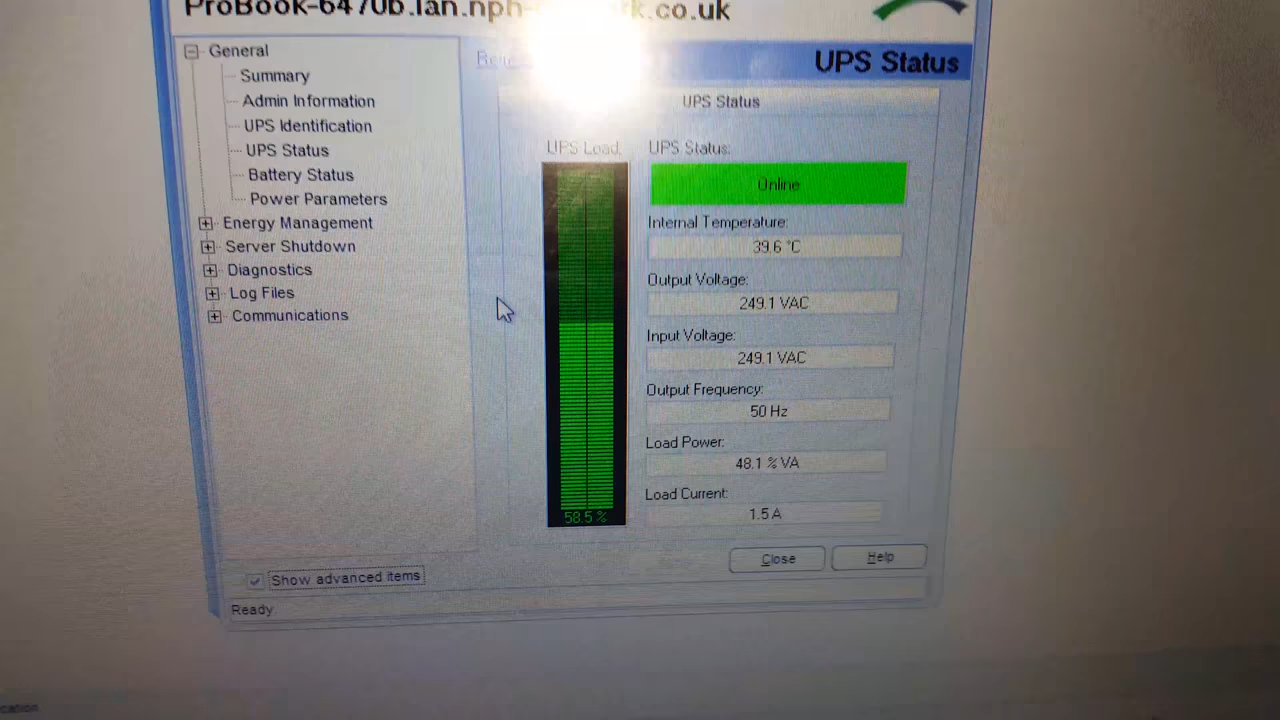 ProBook-6470b.lan.nph- k.co.uk
General
Summary
Admin Information
UPS Identification
UPS Status
Battery Status
Power Parameters
Energy Management
Server Shutdown
Diagnostics
Log Files
Communications
Show advanced items
Ready
UPS Status
UPS Status
UPS Load:
58.5 %
UPS Status:
Online
Internal Temperature:
39.6 °C
Output Voltage:
249.1 VAC
Input Voltage:
249.1 VAC
Output Frequency:
50 Hz
Load Power:
48.1 % VA
Load Current:
1.5 A
Close
Help
cation